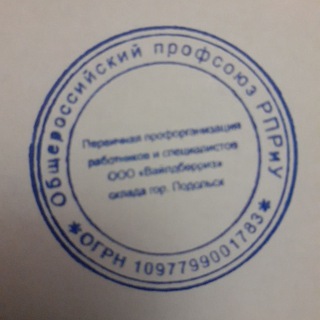 Общероссийский профсоюз РПРиУ
Первичная профорганизация
работников и специалистов
ООО «Вайлдберриз»
склада гор. Подольск
* ОГРН 1097799001783 *